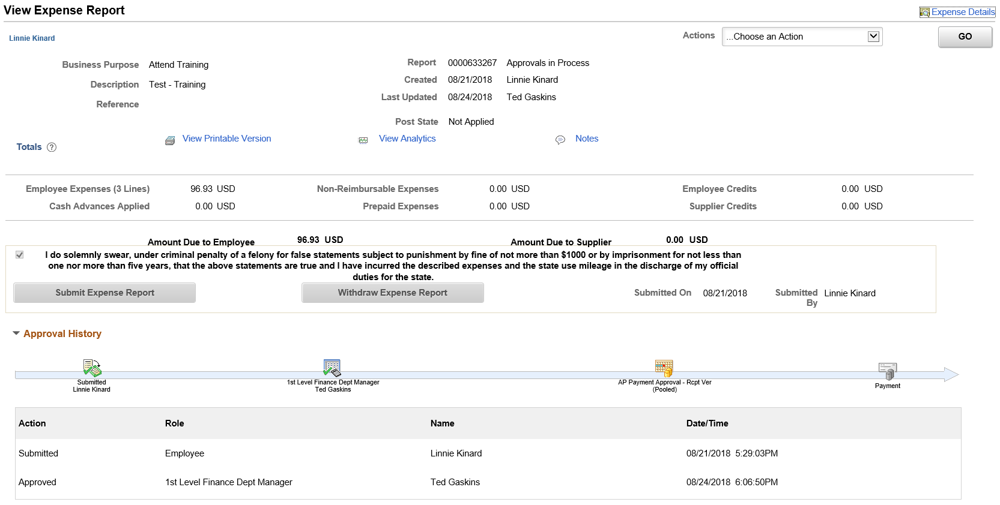 View Expense Report
Expense Details
Linnie Kinard
Actions ...Choose an Action GO
Business Purpose Attend Training
Description Test - Training
Reference
Report 0000633267 Approvals in Process
Created 08/21/2018 Linnie Kinard
Last Updated 08/24/2018 Ted Gaskins
Post State Not Applied
Totals ? View Printable Version View Analytics Notes
Employee Expenses (3 Lines) 96.93 USD Non-Reimbursable Expenses 0.00 USD Employee Credits 0.00 USD
Cash Advances Applied 0.00 USD Prepaid Expenses 0.00 USD Supplier Credits 0.00 USD
Amount Due to Employee 96.93 USD Amount Due to Supplier 0.00 USD
I do solemnly swear, under criminal penalty of a felony for false statements subject to punishment by fine of not more than $1000 or by imprisonment for not less than
one nor more than five years, that the above statements are true and I have incurred the described expenses and the state use mileage in the discharge of my official
duties for the state.
Submit Expense Report Withdraw Expense Report Submitted On 08/21/2018 Submitted By Linnie Kinard
Approval History
Submitted
Linnie Kinard
1st Level Finance Dept Manager
Ted Gaskins
AP Payment Approval - Rcpt Ver
(Pooled)
Payment
Action Role Name Date/Time
Submitted Employee Linnie Kinard 08/21/2018 5:29:03PM
Approved 1st Level Finance Dept Manager Ted Gaskins 08/24/2018 6:06:50PM